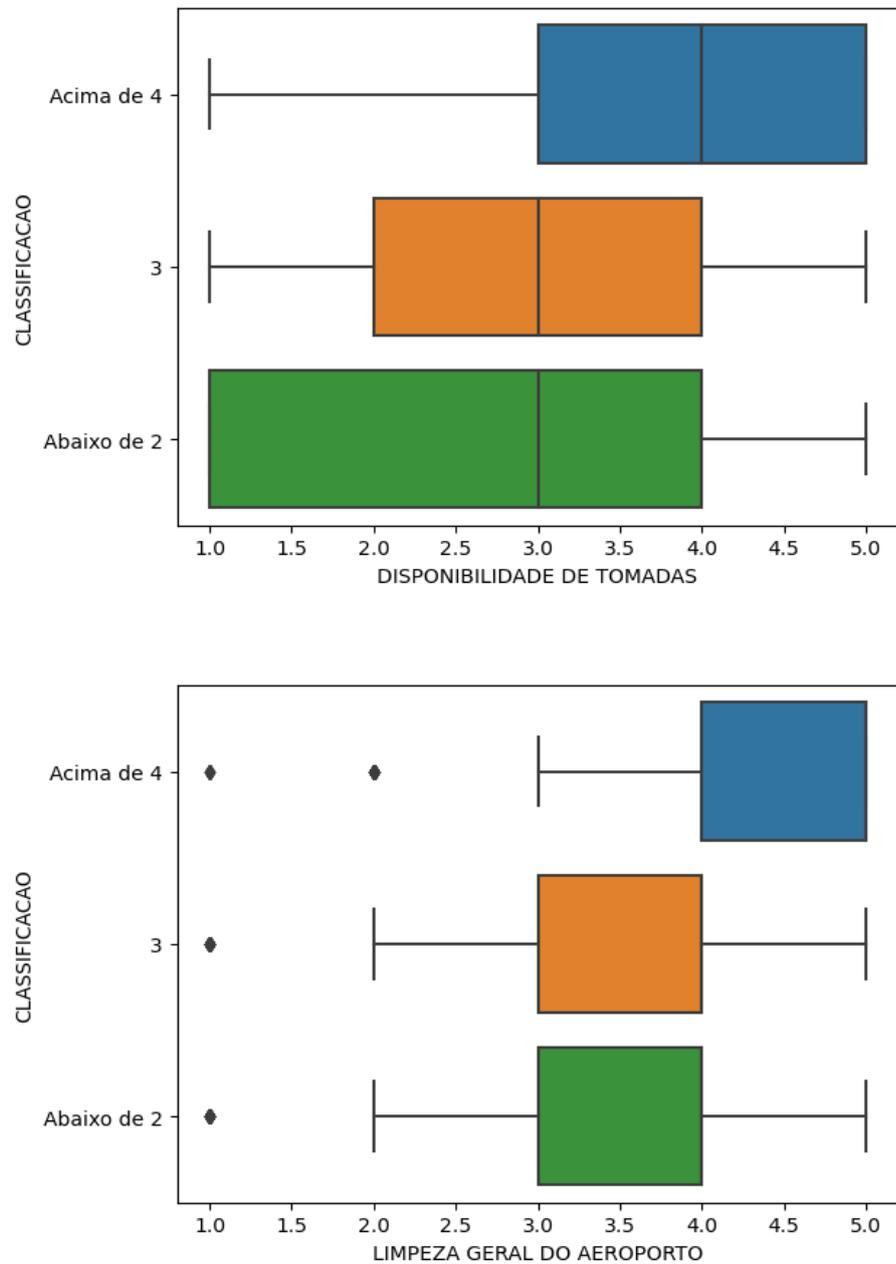 CLASSIFICACAO
Acima de 4
3
Abaixo de 2
1.0 1.5 2.0 2.5 3.0 3.5 4.0 4.5 5.0
DISPONIBILIDADE DE TOMADAS
CLASSIFICACAO
Acima de 4
3
Abaixo de 2
1.0 1.5 2.0 2.5 3.0 3.5 4.0 4.5 5.0
LIMPEZA GERAL DO AEROPORTO